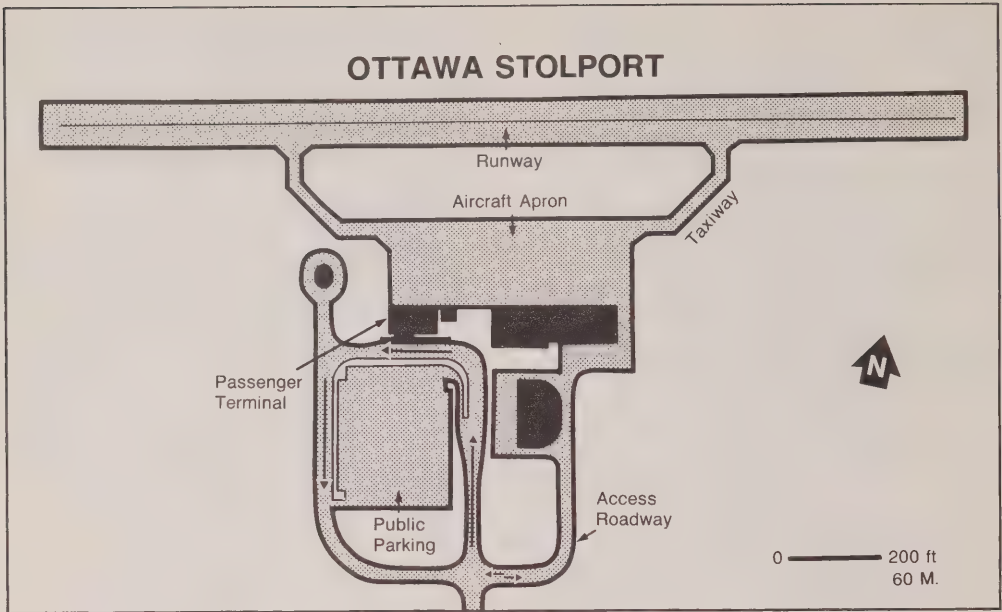 OTTAWA STOLPORT
Runway
Aircraft Apron
Taxiway
Passenger
Terminal
N
Public
Parking
Access
Roadway
0 200 ft
60 M.